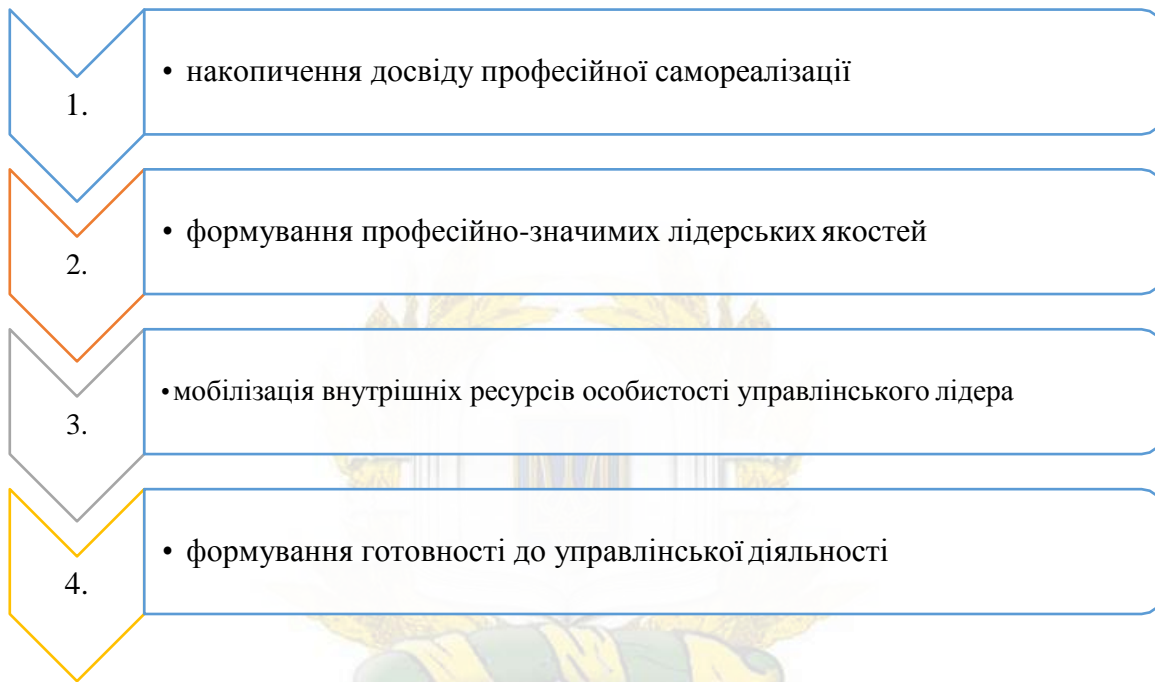 1.
• накопичення досвіду професійної самореалізації
2.
• формування професійно-значимих лідерських якостей
3.
• мобілізація внутрішніх ресурсів особистості управлінського лідера
4.
• формування готовності до управлінської діяльності